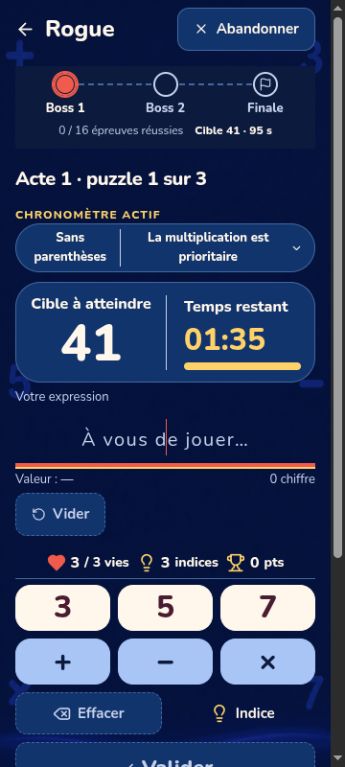 ← Rogue
× Abandonner
Boss 1 Boss 2 Finale
0 / 16 épreuves réussies Cible 41 · 95 s
Acte 1 · puzzle 1 sur 3
CHRONOMÈTRE ACTIF
Sans parenthèses
La multiplication est prioritaire
Cible à atteindre
41
Temps restant
01:35
Votre expression
À vous de jouer...
Valeur : — 0 chiffre
Vider
3 / 3 vies 3 indices 0 pts
3 5 7
+ − ×
Effacer Indice
Valider